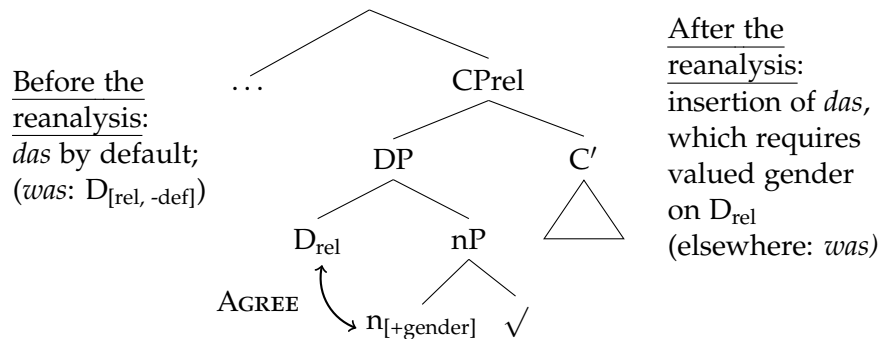 Before the
reanalysis:
das by default;
(was: D[rel, -def])
...
CPrel
DP
C′
Drel
nP
AGREE
n[+gender]
√
After the
reanalysis:
insertion of das,
which requires
valued gender
on Drel
(elsewhere: was)